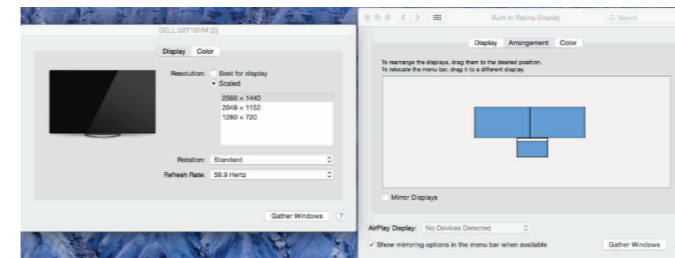 DELL U2713HM (2)
Display Color
Resolution: Best for display
Scaled
2560 × 1440
2048 × 1152
1280 × 720
Rotation: Standard
Refresh Rate: 59.9 Hertz
Gather Windows ?
Built-in Retina Display
Search
Display Arrangement Color
To rearrange the displays, drag them to the desired position.
To relocate the menu bar, drag it to a different display.
Mirror Displays
AirPlay Display: No Devices Detected
Show mirroring options in the menu bar when available
Gather Windows